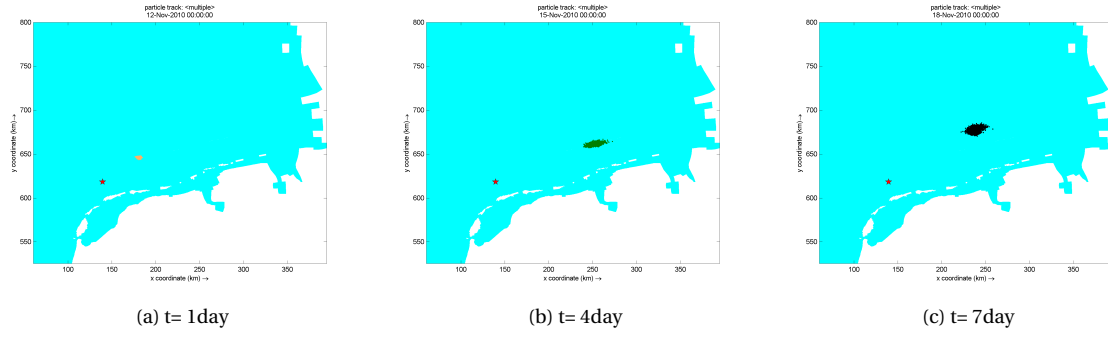 particle track: <multiple>
12-Nov-2010 00:00:00
800
750
700
650
600
550
y coordinate (km) →
100 150 200 250 300 350
x coordinate (km) →
(a) t= 1day
particle track: <multiple>
15-Nov-2010 00:00:00
800
750
700
650
600
550
y coordinate (km) →
100 150 200 250 300 350
x coordinate (km) →
(b) t= 4day
particle track: <multiple>
18-Nov-2010 00:00:00
800
750
700
650
600
550
y coordinate (km) →
100 150 200 250 300 350
x coordinate (km) →
(c) t= 7day